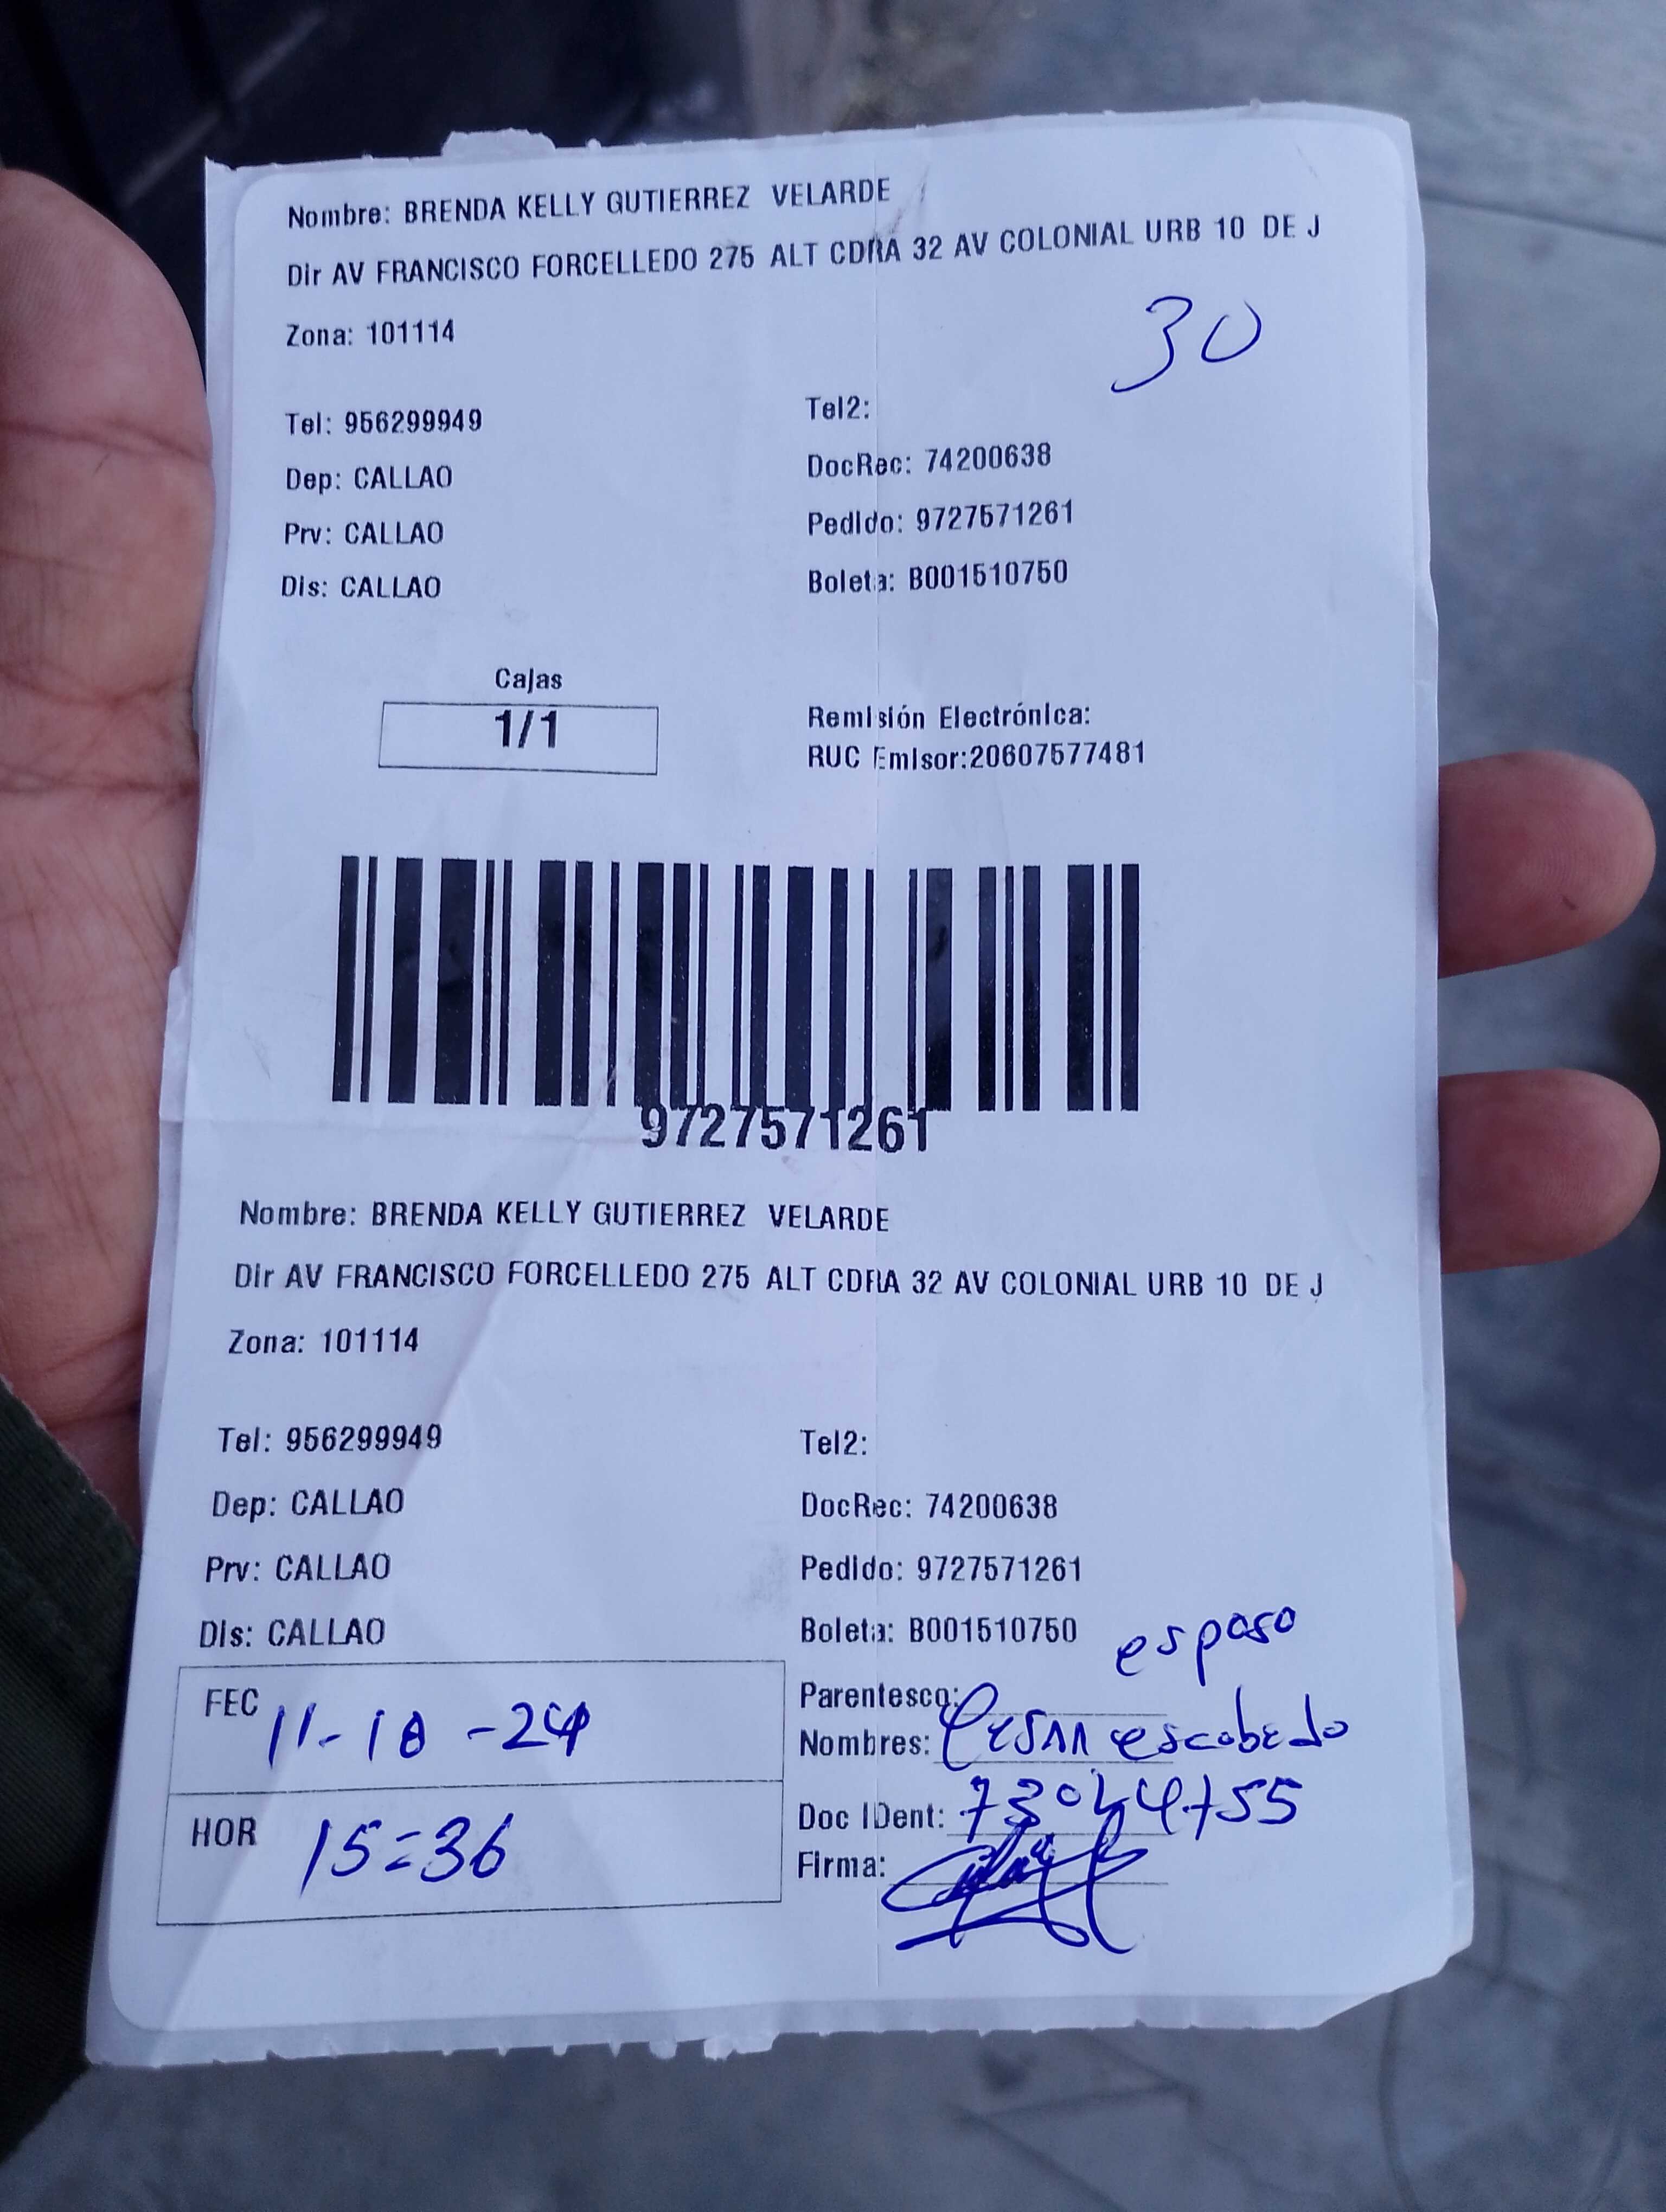 Nombre: BRENDA KELLY GUTIERREZ VELARDE
Dir AV FRANCISCO FORCELLEDO 275 ALT CDRA 32 AV COLONIAL URB 10 DE J
30
Zona: 101114
Tel: 956299949 Tel2:
Dep: CALLAO DocRec: 74200638
Prv: CALLAO Pedido: 9727571261
Dis: CALLAO Boleta: B001510750
Cajas
1/1
Remisión Electrónica:
RUC Emisor:20607577481
9727571261
Nombre: BRENDA KELLY GUTIERREZ VELARDE
Dir AV FRANCISCO FORCELLEDO 275 ALT CDRA 32 AV COLONIAL URB 10 DE J
Zona: 101114
Tel: 956299949 Tel2:
Dep: CALLAO DocRec: 74200638
Prv: CALLAO Pedido: 9727571261
Dis: CALLAO Boleta: B001510750
FEC 11-10-24
HOR 15:36
Parentesco: esposo
Nombres: escobedo
Doc IDent:
Firma: